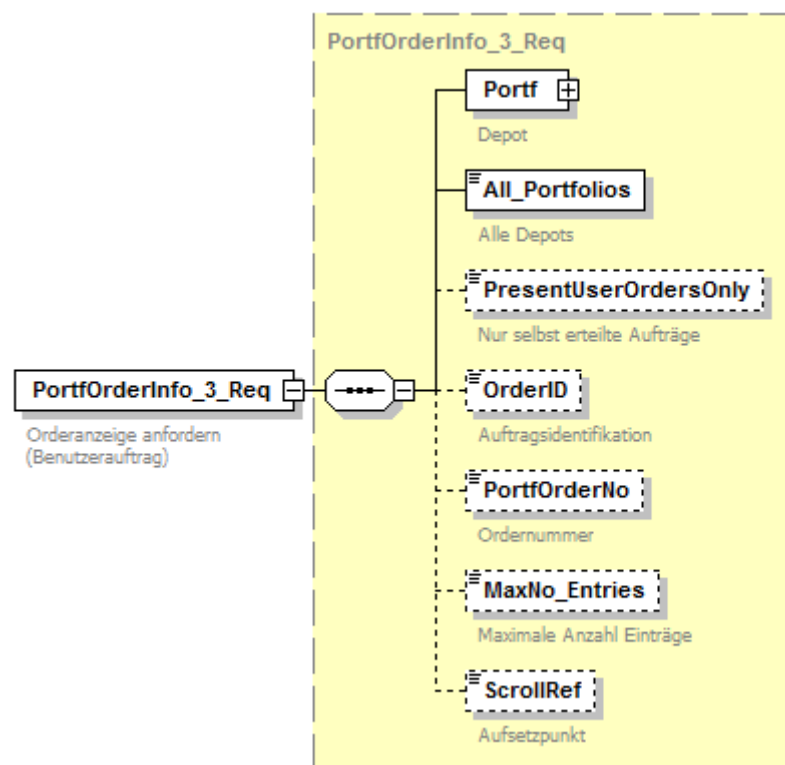 PortfOrderInfo_3_Req
Portf
Depot
All_Portfolios
Alle Depots
PresentUserOrdersOnly
Nur selbst erteilte Aufträge
PortfOrderInfo_3_Req
Orderanzeige anfordern
(Benutzerauftrag)
OrderID
Auftragsidentifikation
PortfOrderNo
Ordernummer
MaxNo_Entries
Maximale Anzahl Einträge
ScrollRef
Aufsetzpunkt